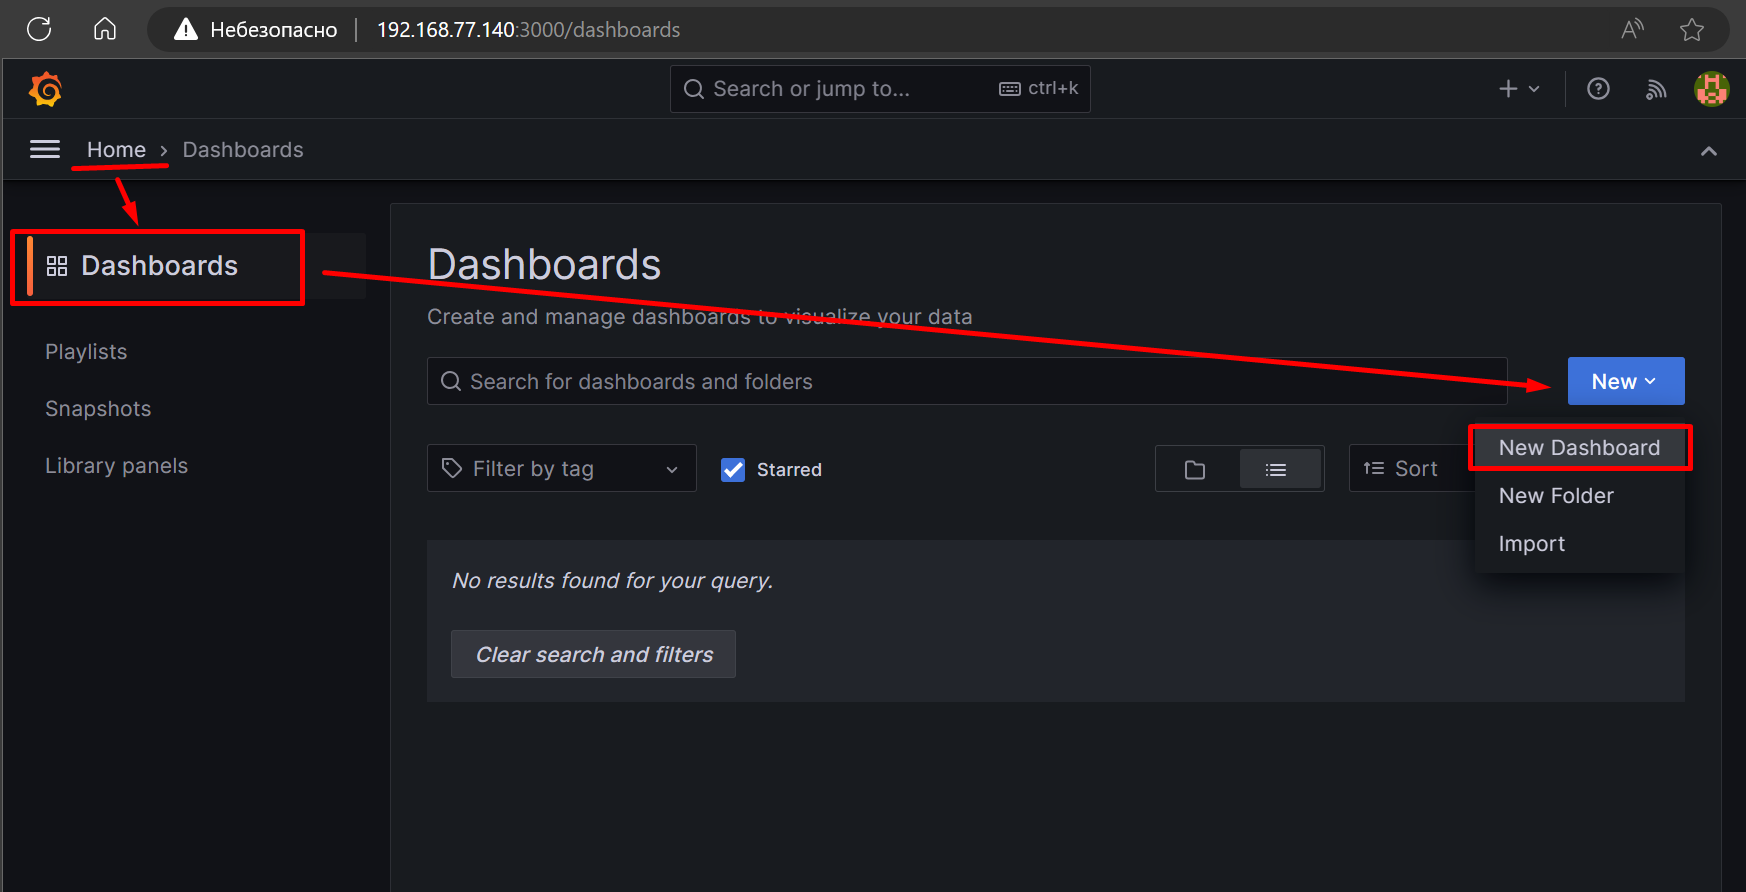 Небезопасно 192.168.77.140:3000/dashboards
Search or jump to... ctrl+k
Home › Dashboards
Dashboards
Playlists
Snapshots
Library panels
Dashboards
Create and manage dashboards to visualize your data
Search for dashboards and folders
New
New Dashboard
New Folder
Import
Filter by tag
Starred
Sort
No results found for your query.
Clear search and filters